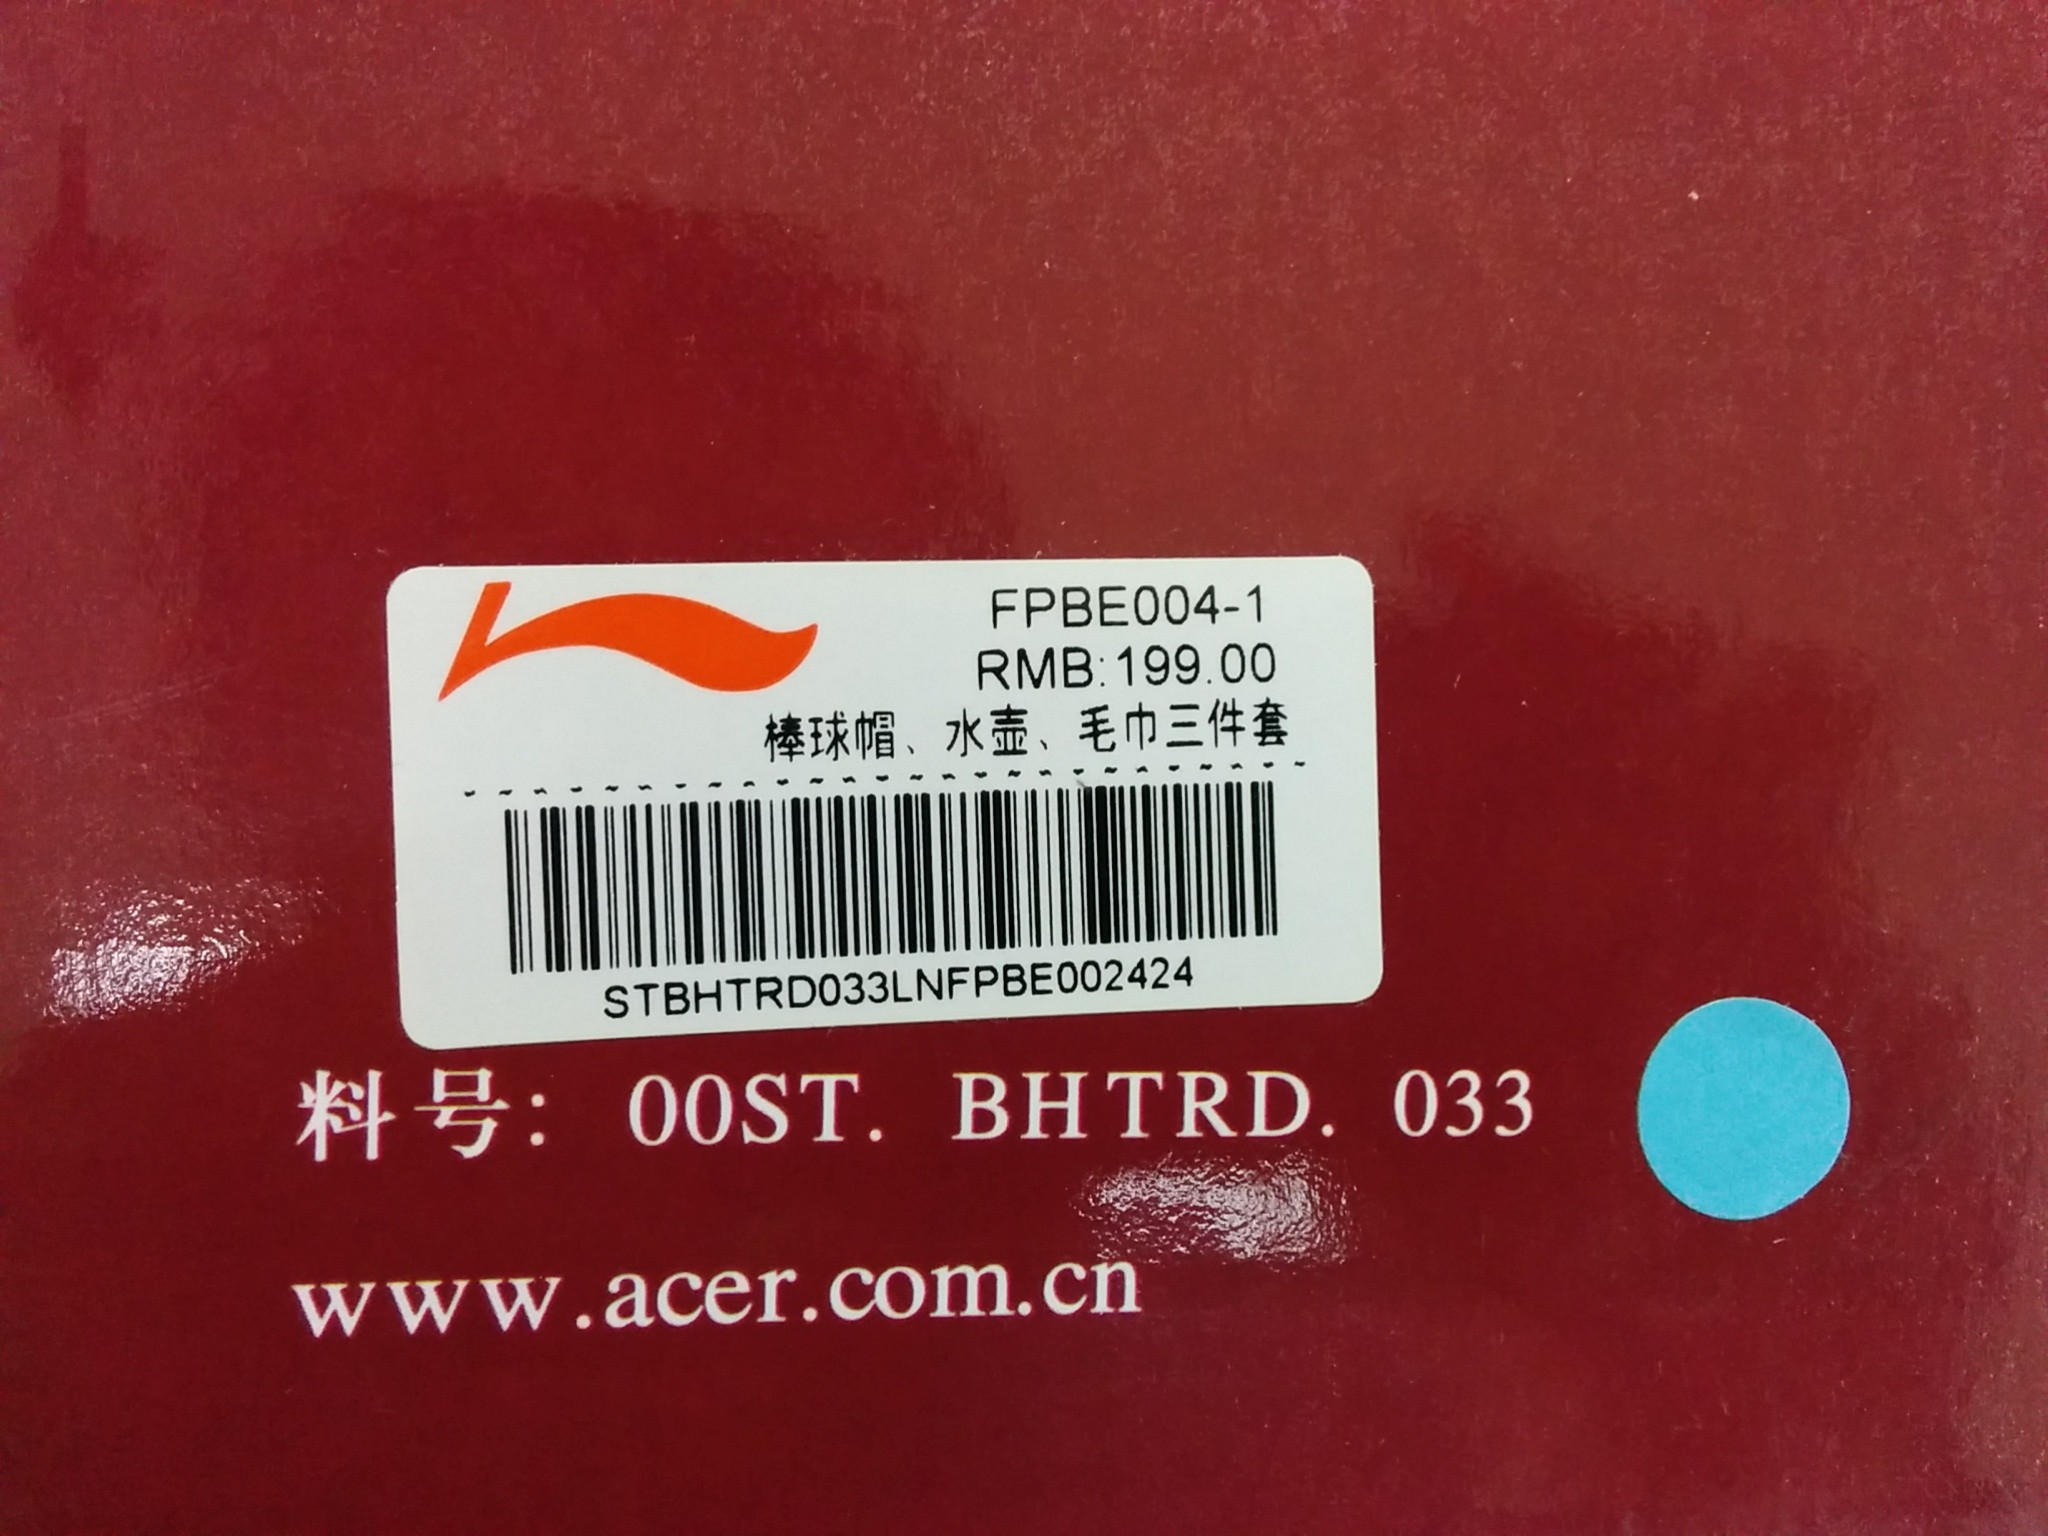 FPBE004-1
RMB:199.00
棒球帽、水壶、毛巾三件套
STBHTRD033LNFPBE002424
料号: 00ST. BHTRD. 033
www.acer.com.cn